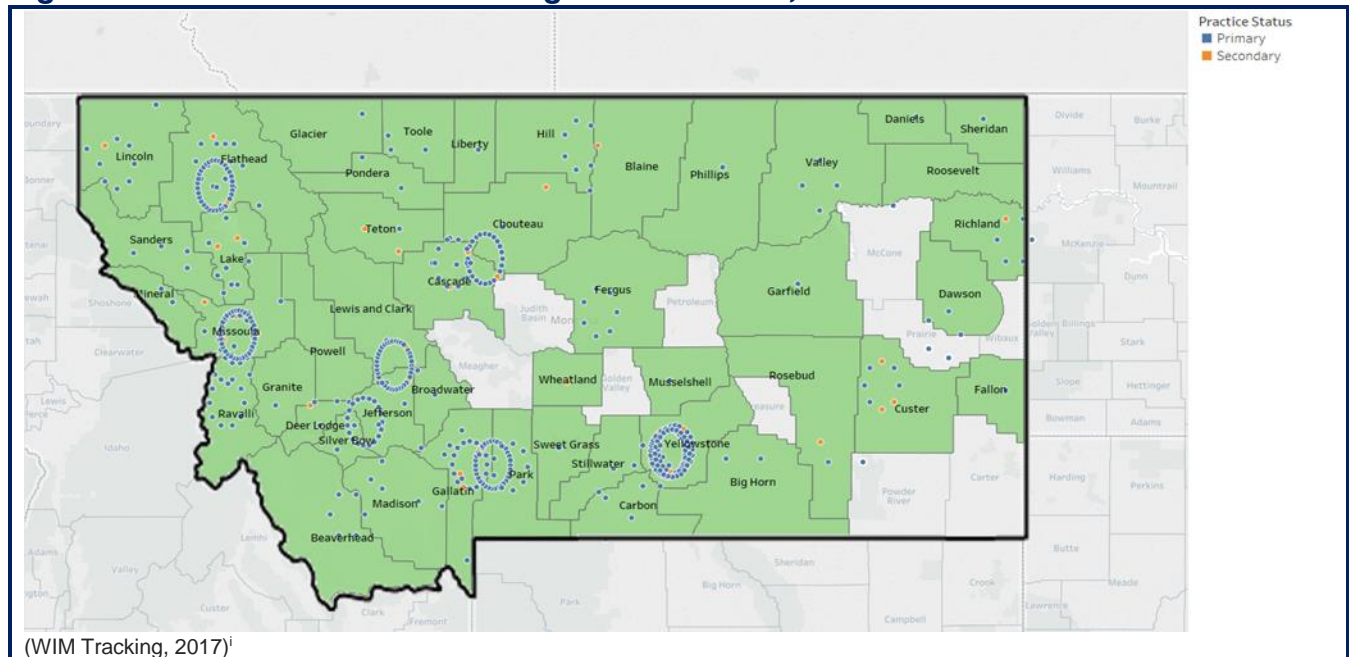 Practice Status
Primary
Secondary
Divide
Burke
Daniels
Sheridan
Glacier
Toole
Liberty
Hill
Lincoln
Flathead
Blaine
Phillips
Valley
Roosevelt
Williams
Mountrail
Pondera
Teton
Chouteau
Richland
Sanders
Lake
McCone
McKenzie
Dunn
Cascade
Mineral
Shoshone
Lewis and Clark
Judith
Basin
Fergus
Petroleum
Garfield
Dawson
Prairie
Wibaux
Golden
Valley
Billings
Stark
Missoula
Clearwater
Powell
Meagher
Granite
Broadwater
Wheatland
Golden
Valley
Musselshell
Rosebud
Custer
Fallon
Slope
Hettinger
Lewis
Ravalli
Jefferson
Deer Lodge
Silver Bow
Bowman
Adams
Idaho
Sweet Grass
Yellowstone
Stillwater
Park
Gallatin
Madison
Carbon
Big Horn
Powder
River
Carter
Harding
Perkins
Beaverhead
Lemhi
Adams
Valley
Custer
Clark
Fremont
Park
Big Horn
Sheridan
Campbell
Crook
Butte
Lawrence
Meade
(WIM Tracking, 2017)i